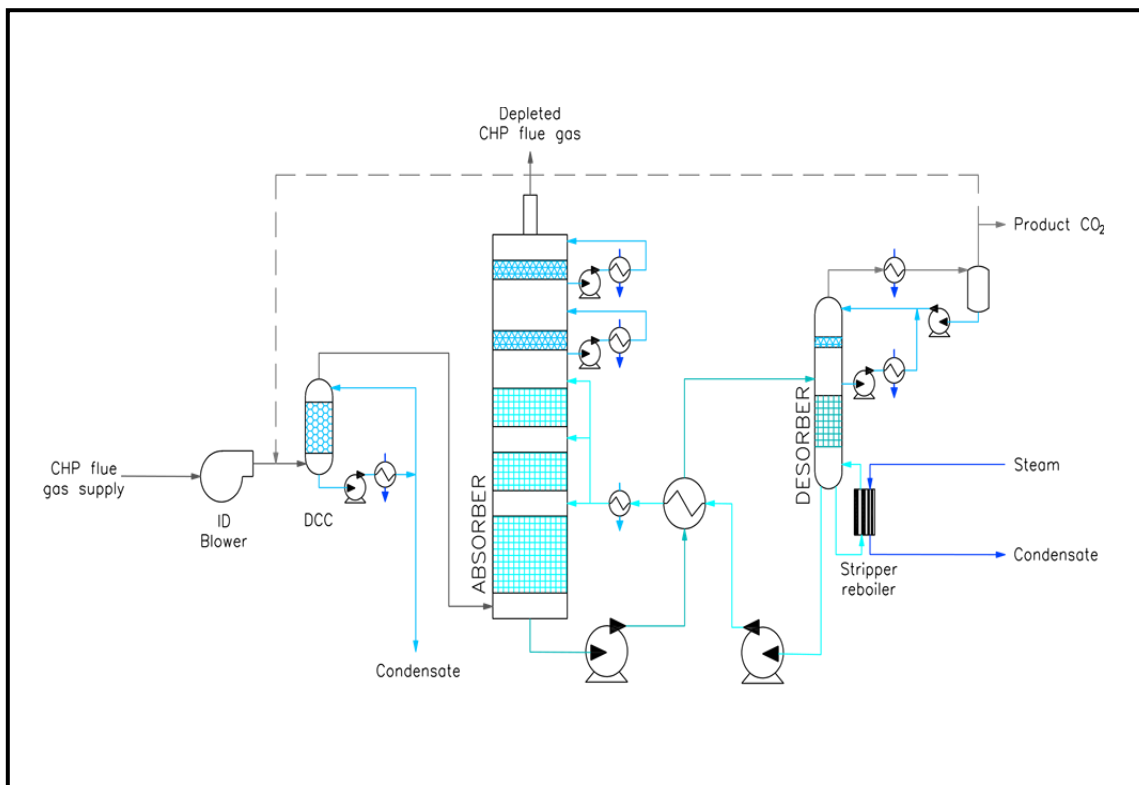 Depleted
CHP flue gas
Product CO₂
ABSORBER
DESORBER
CHP flue
gas supply
ID
Blower
DCC
Steam
Condensate
Stripper
reboiler
Condensate